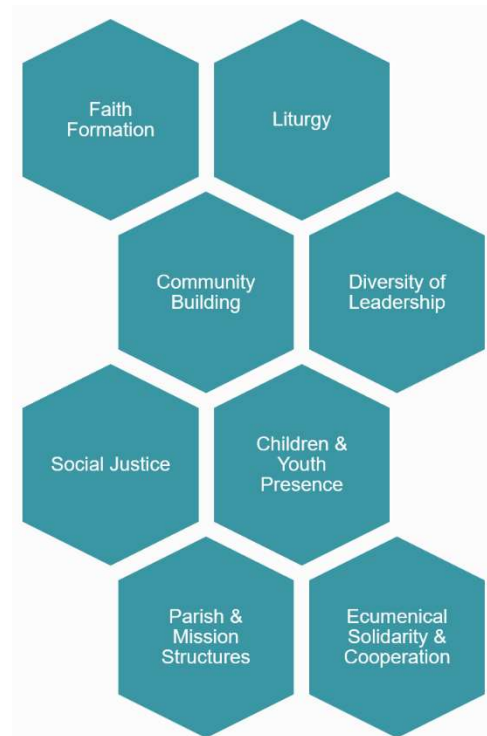 Faith
Formation
Liturgy
Community
Building
Diversity of
Leadership
Social Justice
Children &
Youth
Presence
Parish &
Mission
Structures
Ecumenical
Solidarity &
Cooperation